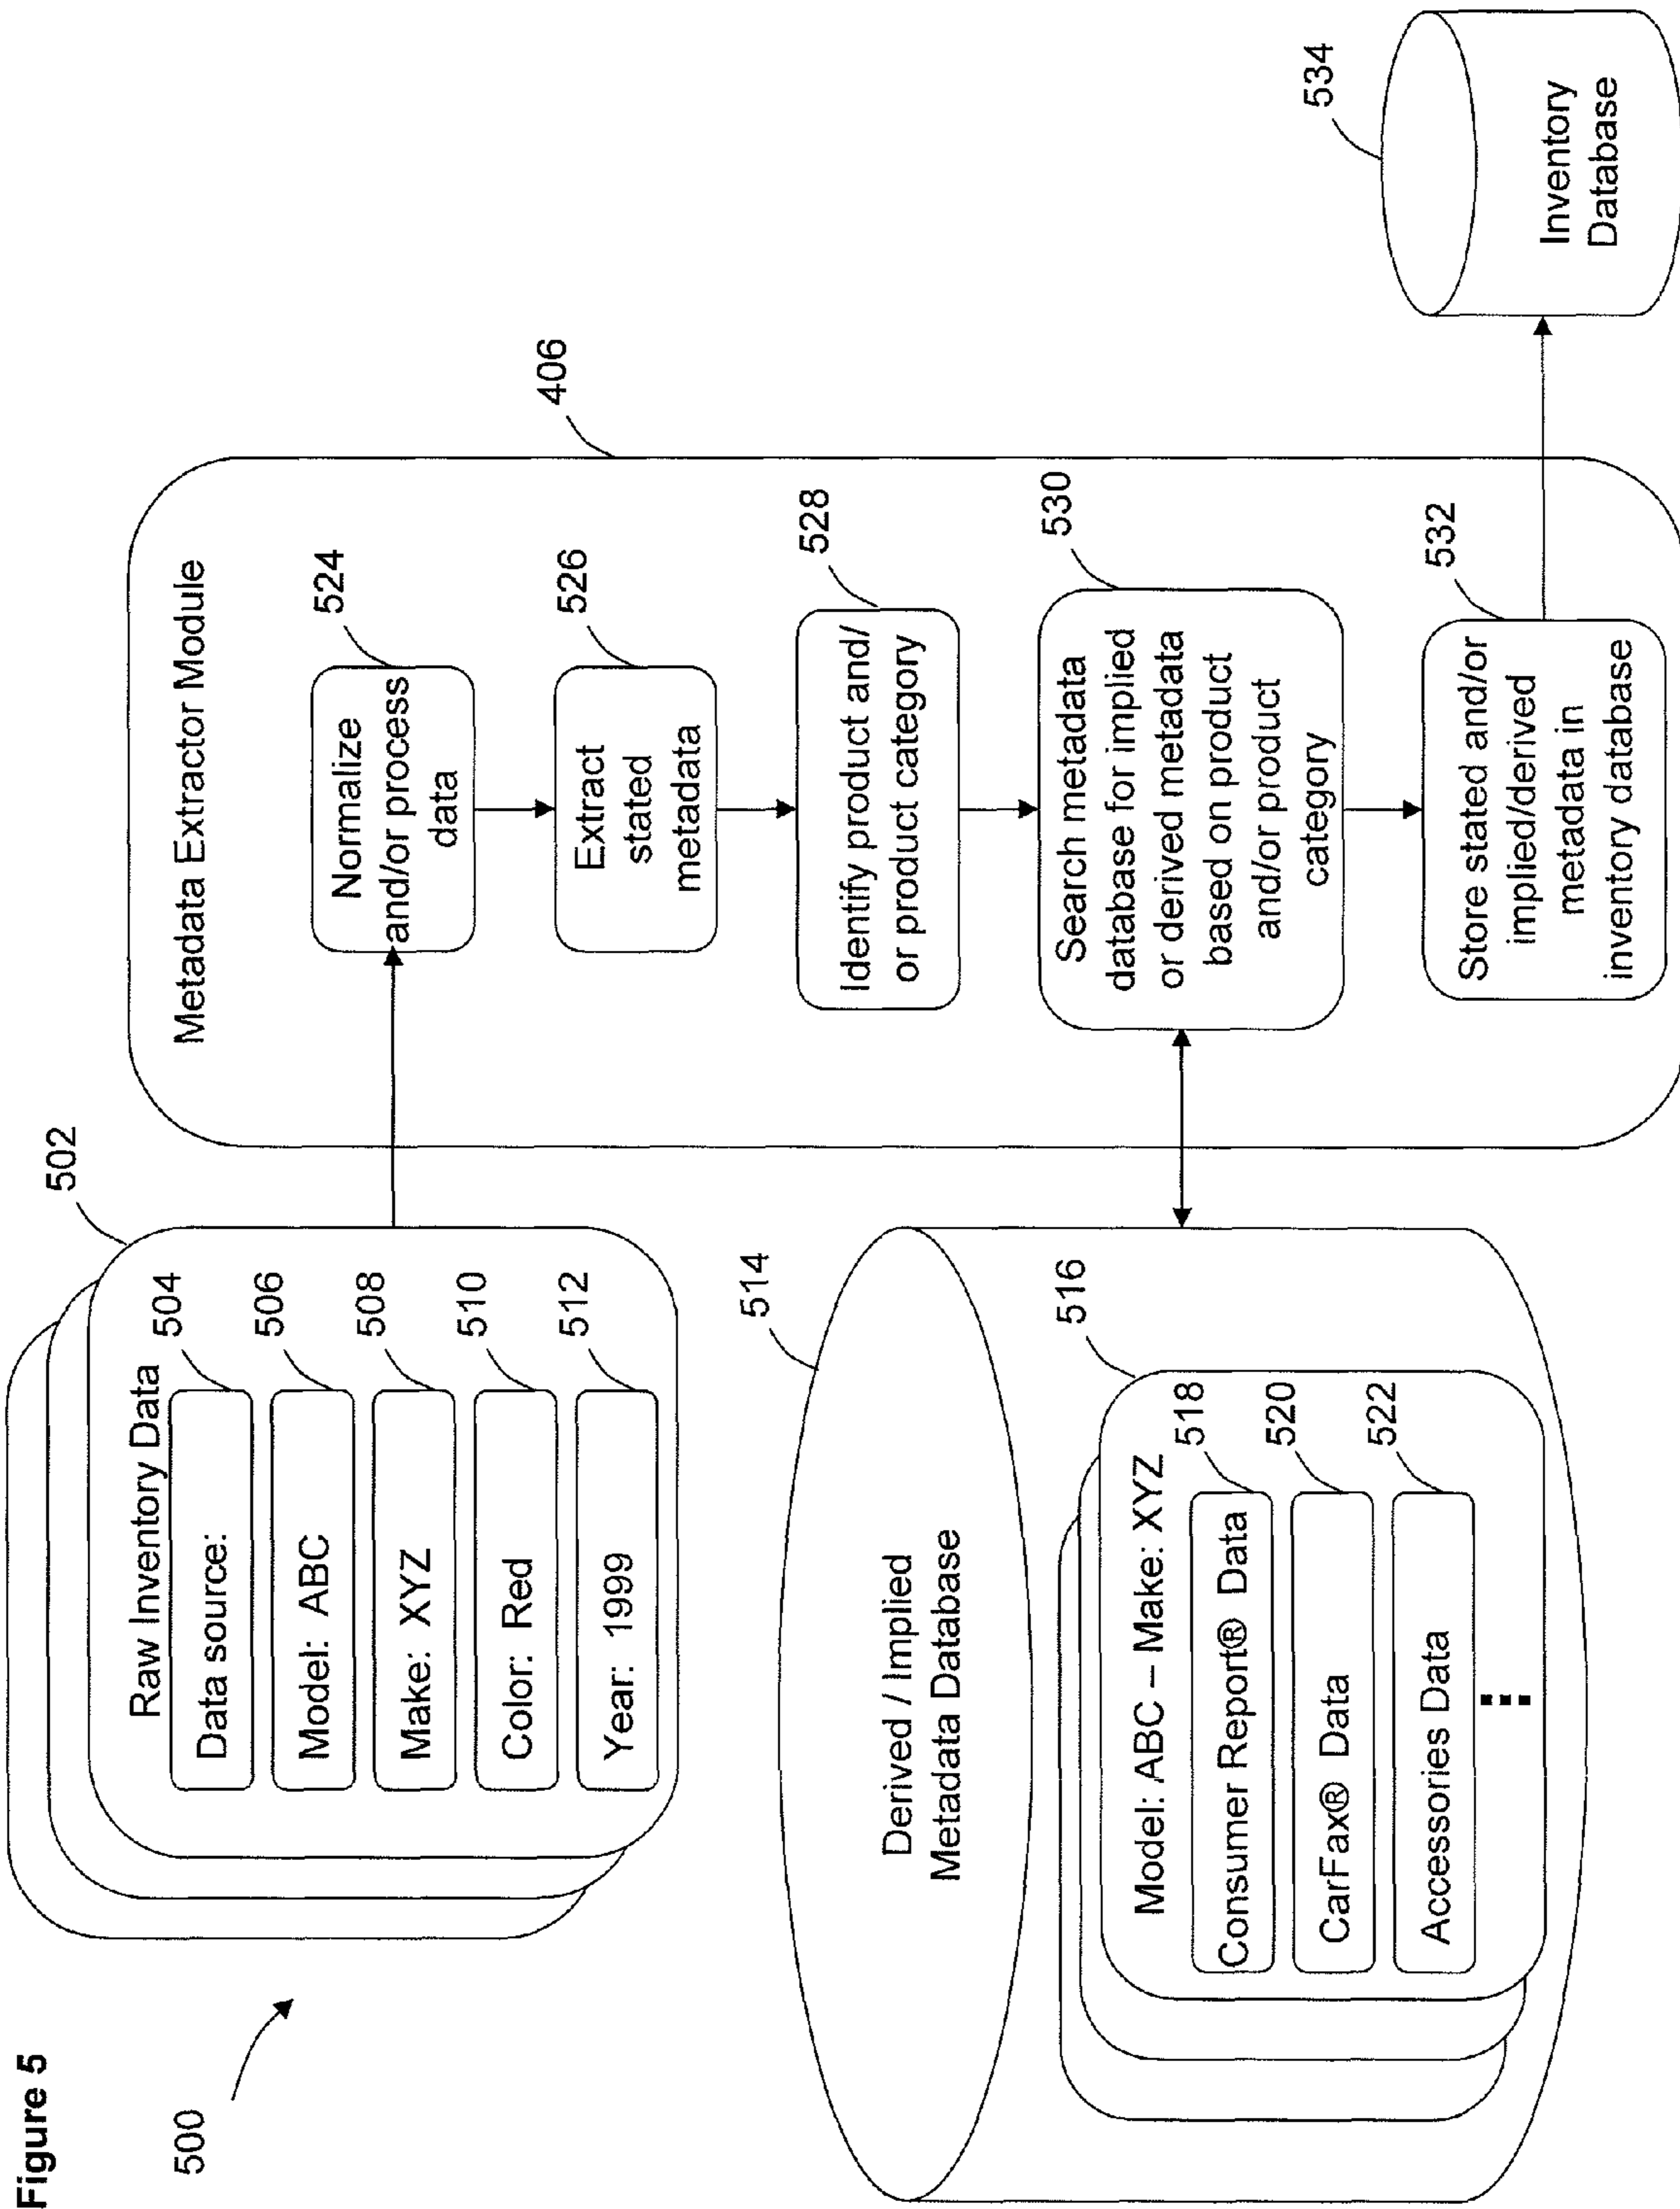 Figure 5
500
Raw Inventory Data
502
Data source:
504
Model: ABC
506
Make: XYZ
508
Color: Red
510
Year: 1999
512
Derived / Implied
Metadata Database
514
Model: ABC – Make: XYZ
516
Consumer Report® Data
518
CarFax® Data
520
Accessories Data
522
Metadata Extractor Module
406
Normalize
and/or process
data
524
Extract
stated
metadata
526
Identify product and/
or product category
528
Search metadata
database for implied
or derived metadata
based on product
and/or product
category
530
Store stated and/or
implied/derived
metadata in
inventory database
532
Inventory
Database
534